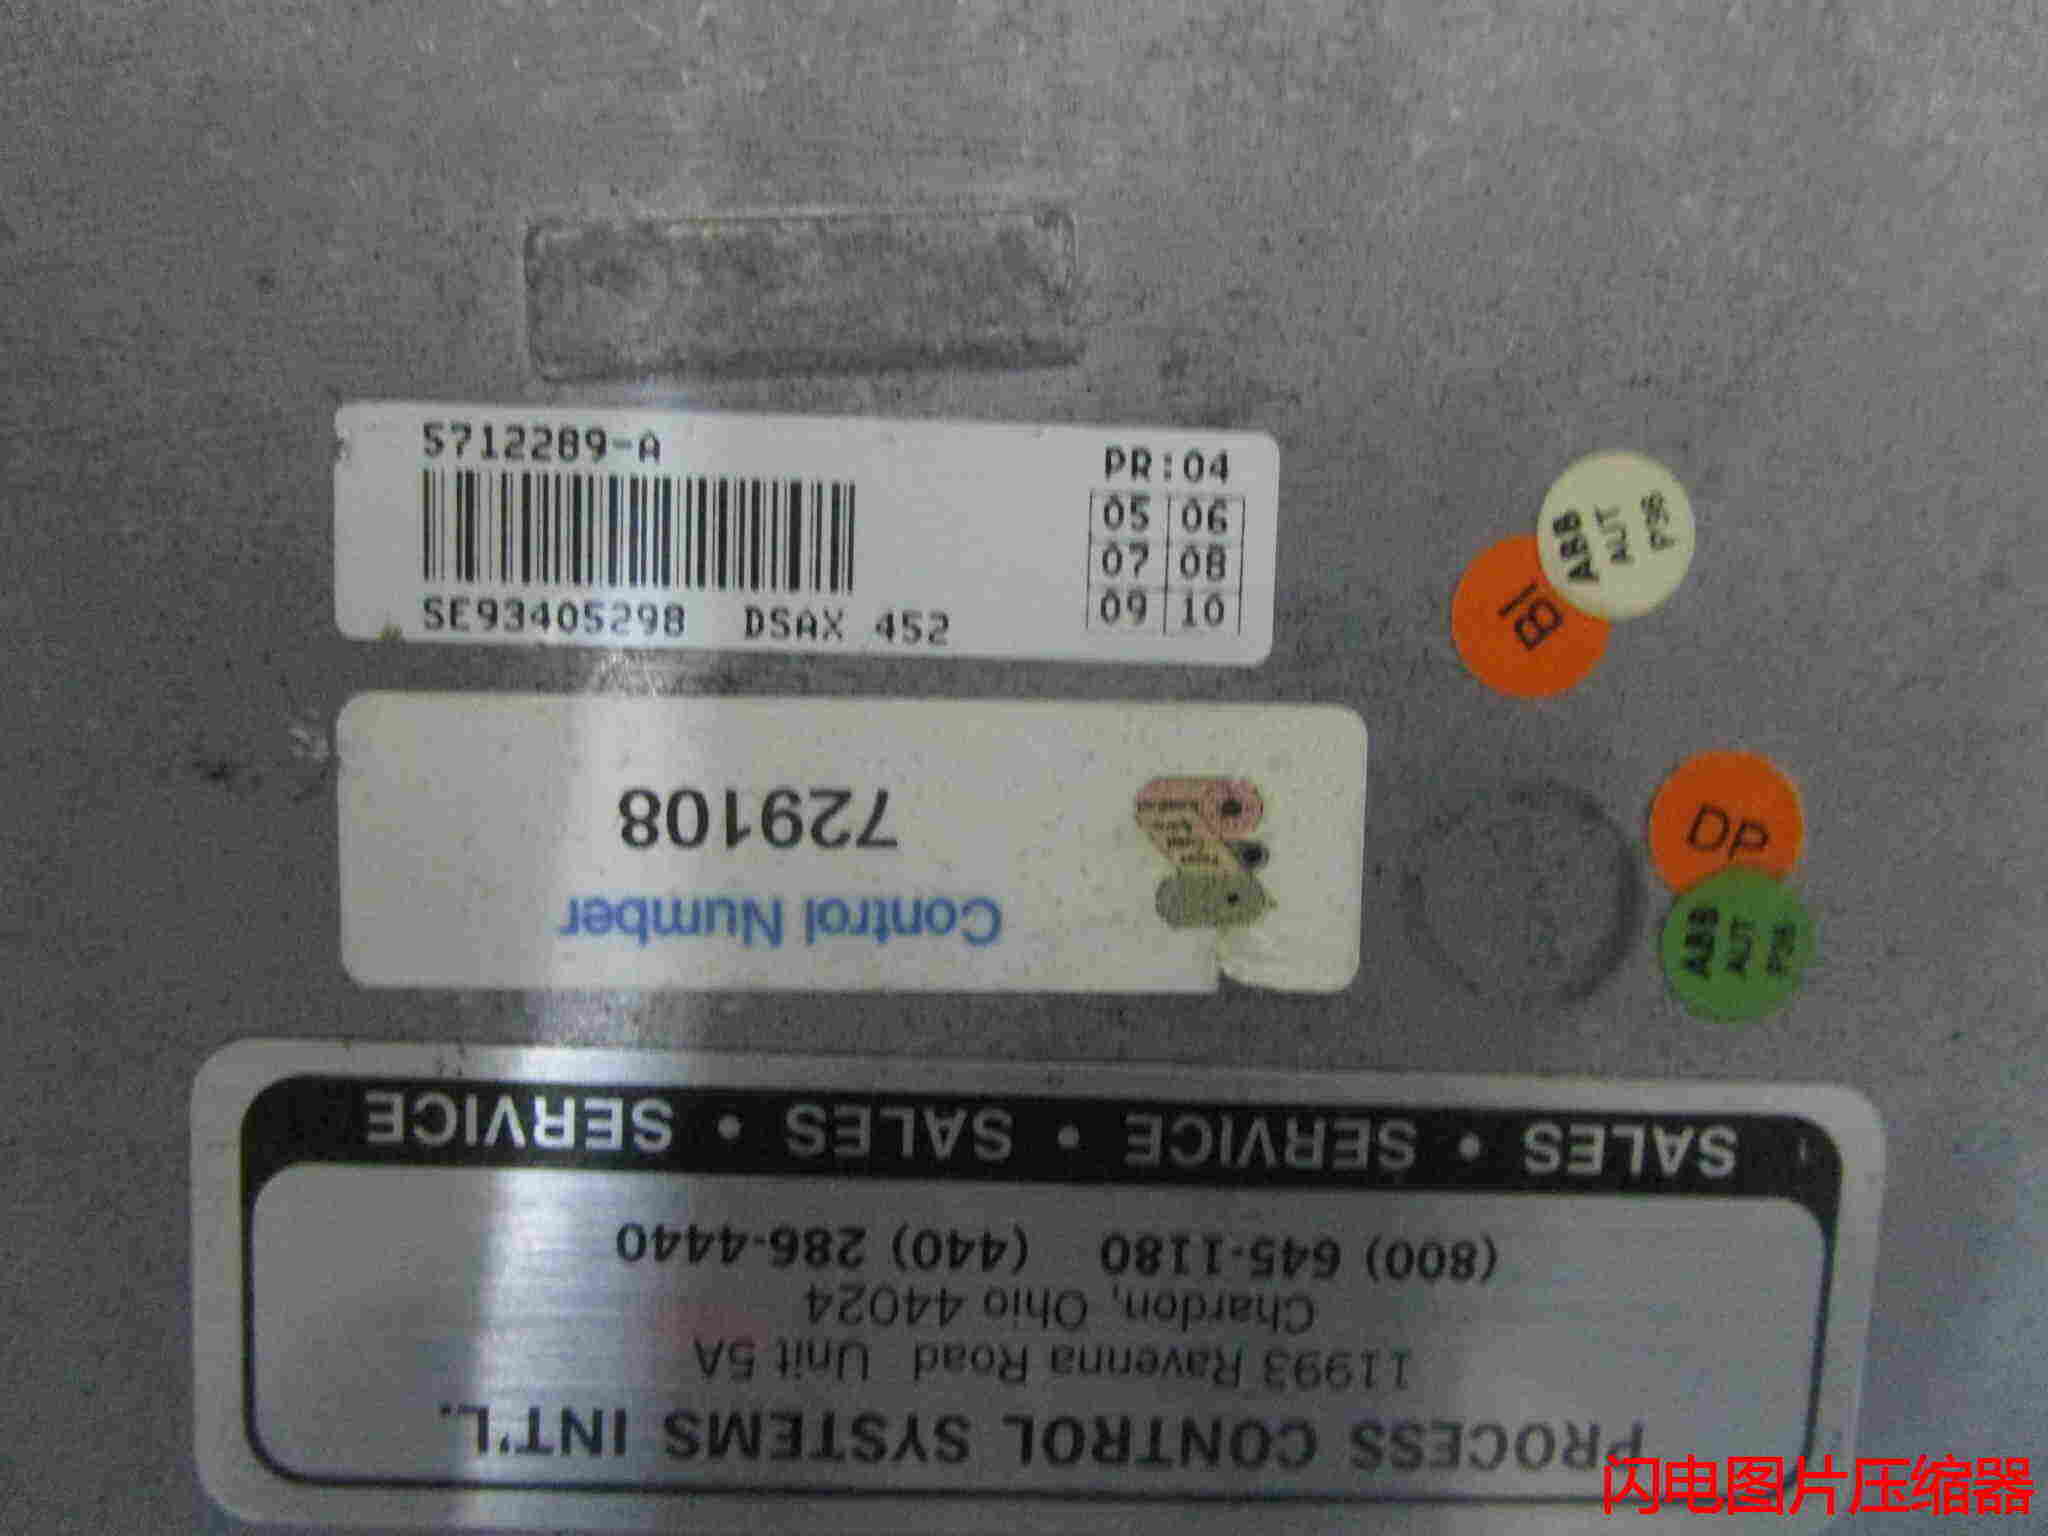 5712289-A
PR:04
05 06
07 08
09 10
SE93405298 DSAX 452
ABB
AUT
P98
BI
Control Number
729108
DP
ABB
AUT
P98
PROCESS CONTROL SYSTEMS INT'L.
11993 Ravenna Road Unit 5A
Chardon, Ohio 44024
(800) 645-1180 (440) 286-4440
SALES • SERVICE • SALES • SERVICE
闪电图片压缩器